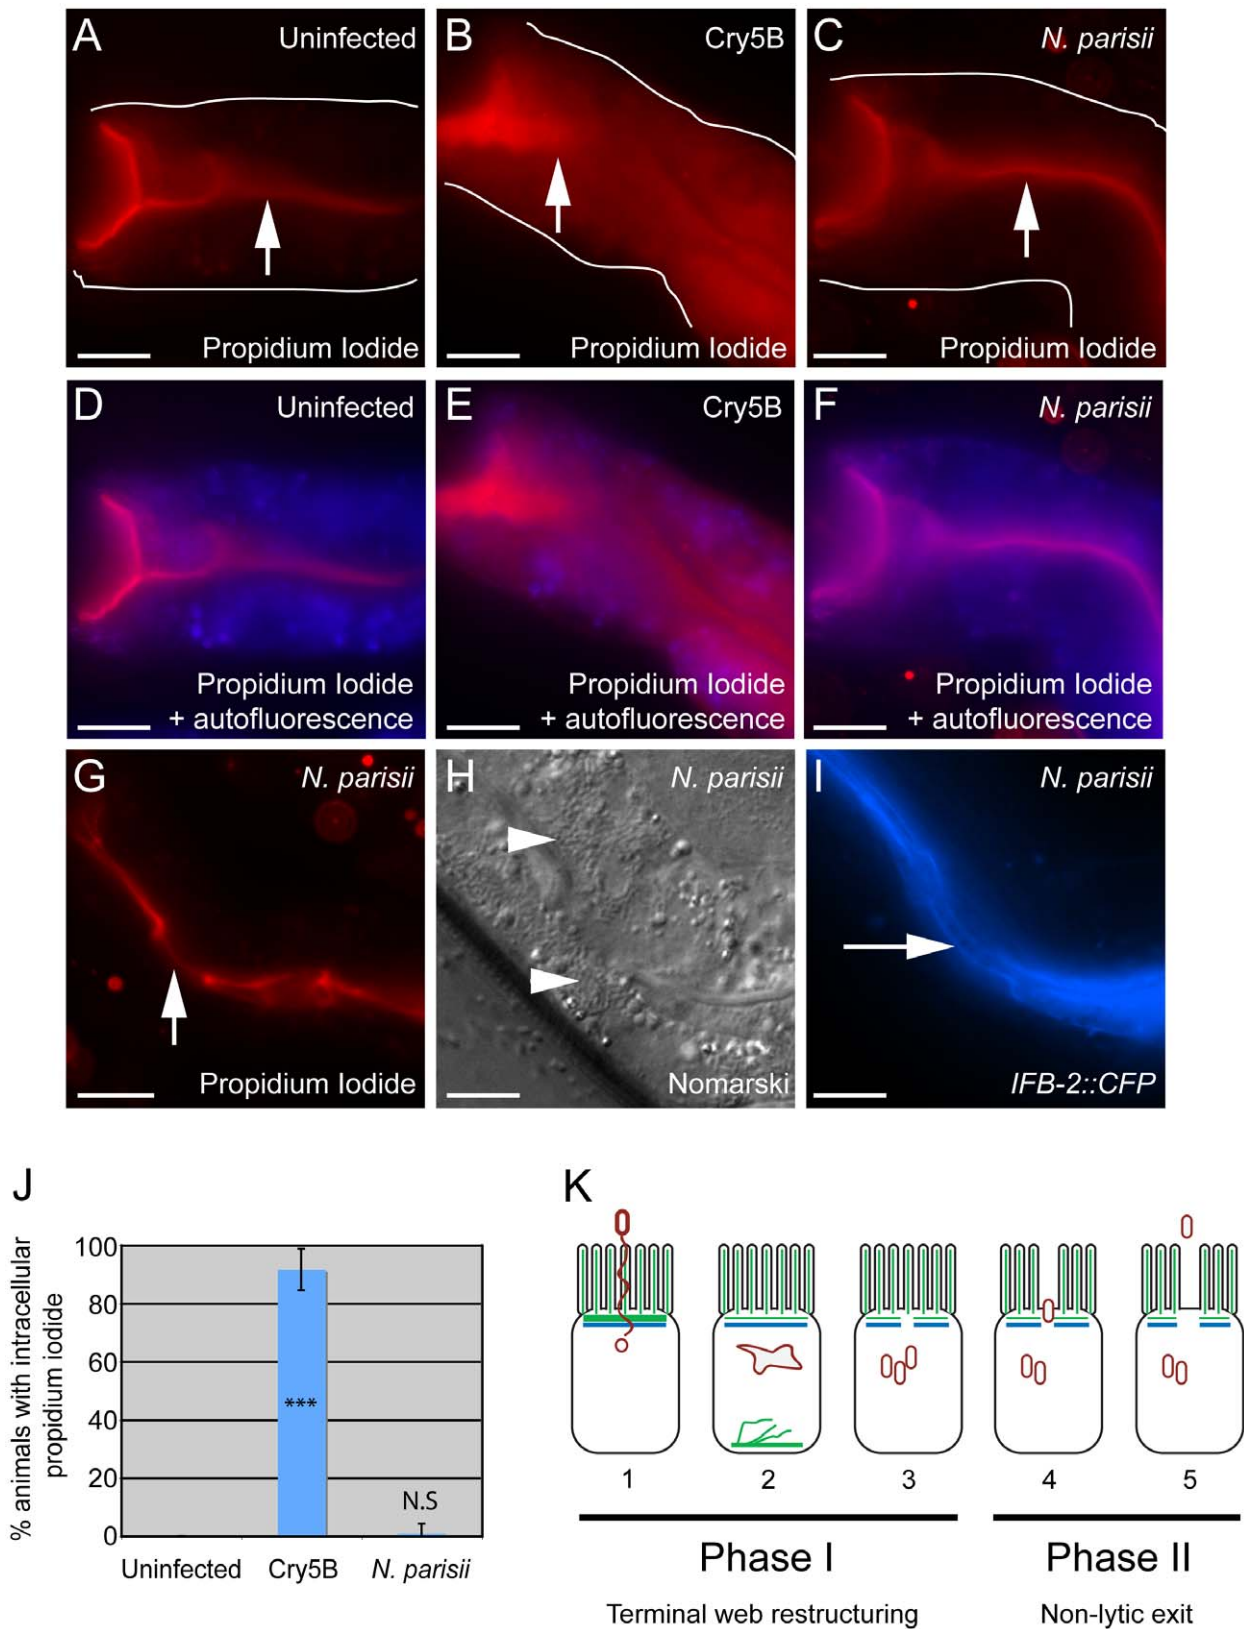 A
Uninfected
Propidium Iodide
B
Cry5B
Propidium Iodide
C
N. parisii
Propidium Iodide
D
Uninfected
Propidium Iodide
+ autofluorescence
E
Cry5B
Propidium Iodide
+ autofluorescence
F
N. parisii
Propidium Iodide
+ autofluorescence
G
N. parisii
Propidium Iodide
H
N. parisii
Nomarski
I
N. parisii
IFB-2::CFP
J
% animals with intracellular
propidium iodide
100
80
60
40
20
0
***
N.S
Uninfected
Cry5B
N. parisii
K
1
2
3
4
5
Phase I
Phase II
Terminal web restructuring
Non-lytic exit